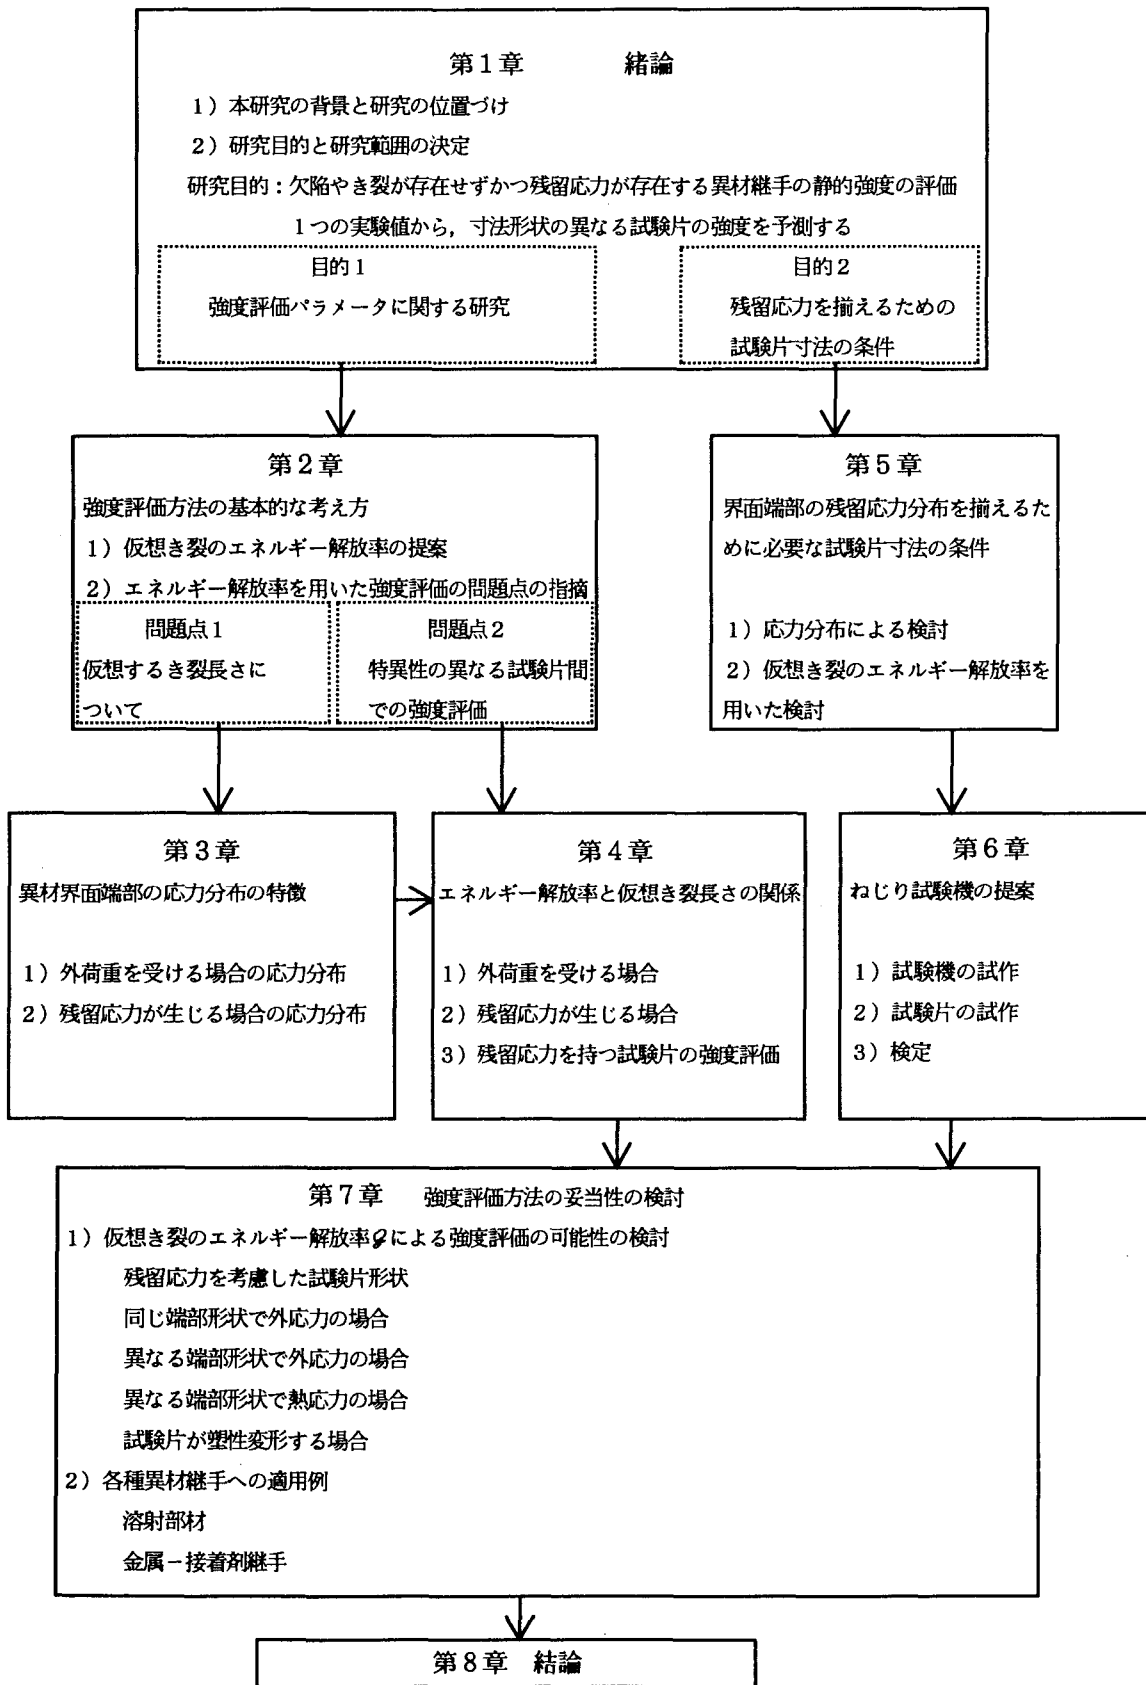 第1章　緒論
1）本研究の背景と研究の位置づけ
2）研究目的と研究範囲の決定
研究目的：欠陥やき裂が存在せずかつ残留応力が存在する異材継手の静的強度の評価
1つの実験値から，寸法形状の異なる試験片の強度を予測する
目的1
強度評価パラメータに関する研究
目的2
残留応力を揃えるための
試験片寸法の条件
第2章
強度評価方法の基本的な考え方
1）仮想き裂のエネルギー解放率の提案
2）エネルギー解放率を用いた強度評価の問題点の指摘
問題点1
仮想するき裂長さに
ついて
問題点2
特異性の異なる試験片間
での強度評価
第5章
界面端部の残留応力分布を揃えるた
めに必要な試験片寸法の条件
1）応力分布による検討
2）仮想き裂のエネルギー解放率を
用いた検討
第3章
異材界面端部の応力分布の特徴
1）外荷重を受ける場合の応力分布
2）残留応力が生じる場合の応力分布
第4章
エネルギー解放率と仮想き裂長さの関係
1）外荷重を受ける場合
2）残留応力が生じる場合
3）残留応力を持つ試験片の強度評価
第6章
ねじり試験機の提案
1）試験機の試作
2）試験片の試作
3）検定
第7章　強度評価方法の妥当性の検討
1）仮想き裂のエネルギー解放率𝒢による強度評価の可能性の検討
残留応力を考慮した試験片形状
同じ端部形状で外応力の場合
異なる端部形状で外応力の場合
異なる端部形状で熱応力の場合
試験片が塑性変形する場合
2）各種異材継手への適用例
溶射部材
金属－接着剤継手
第8章　結論